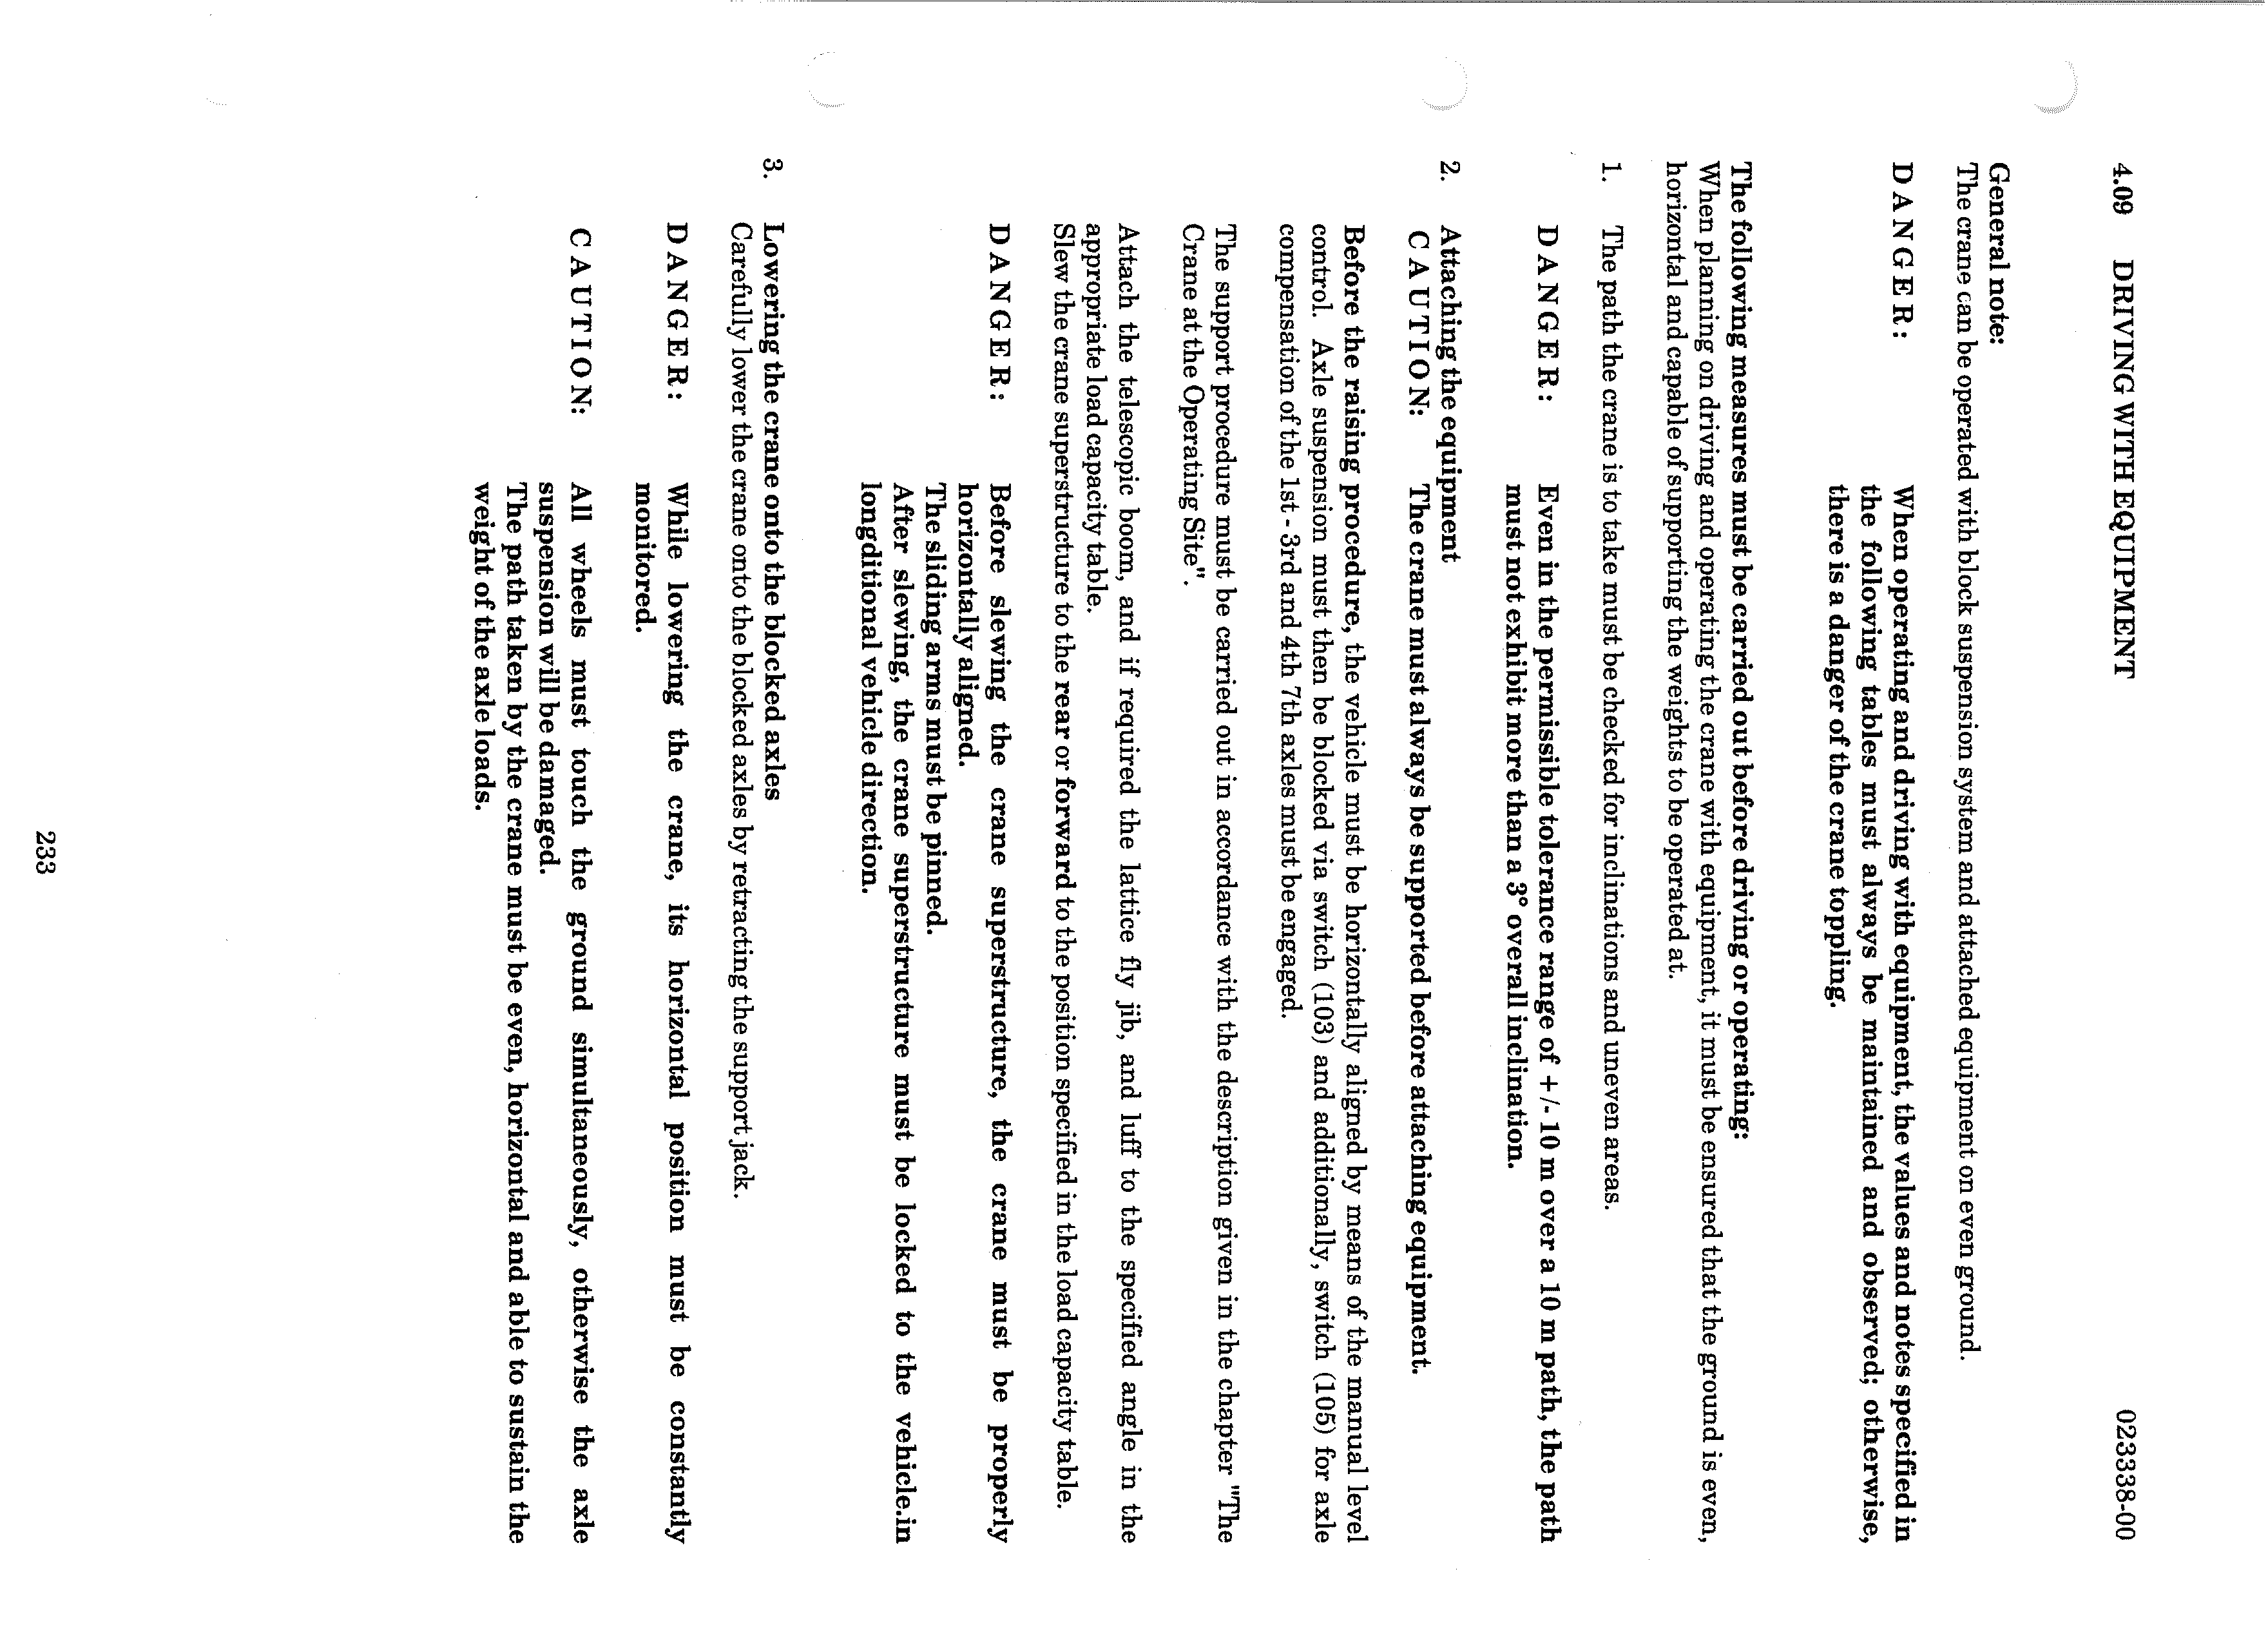 4.09 DRIVING WITH EQUIPMENT 023338-00
General note:
The crane can be operated with block suspension system and attached equipment on even ground.
D A N G E R : When operating and driving with equipment, the values and notes specified in
the following tables must always be maintained and observed; otherwise,
there is a danger of the crane toppling.
The following measures must be carried out before driving or operating:
When planning on driving and operating the crane with equipment, it must be ensured that the ground is even,
horizontal and capable of supporting the weights to be operated at.
1. The path the crane is to take must be checked for inclinations and uneven areas.
D A N G E R : Even in the permissible tolerance range of +/- 10 m over a 10 m path, the path
must not exhibit more than a 3° overall inclination.
2. Attaching the equipment
C A U T I O N: The crane must always be supported before attaching equipment.
Before the raising procedure, the vehicle must be horizontally aligned by means of the manual level
control. Axle suspension must then be blocked via switch (103) and additionally, switch (105) for axle
compensation of the 1st - 3rd and 4th 7th axles must be engaged.
The support procedure must be carried out in accordance with the description given in the chapter "The
Crane at the Operating Site".
Attach the telescopic boom, and if required the lattice fly jib, and luff to the specified angle in the
appropriate load capacity table.
Slew the crane superstructure to the rear or forward to the position specified in the load capacity table.
D A N G E R : Before slewing the crane superstructure, the crane must be properly
horizontally aligned.
The sliding arms must be pinned.
After slewing, the crane superstructure must be locked to the vehicle.in
longditional vehicle direction.
3. Lowering the crane onto the blocked axles
Carefully lower the crane onto the blocked axles by retracting the support jack.
D A N G E R : While lowering the crane, its horizontal position must be constantly
monitored.
C A U T I O N: All wheels must touch the ground simultaneously, otherwise the axle
suspension will be damaged.
The path taken by the crane must be even, horizontal and able to sustain the
weight of the axle loads.
233